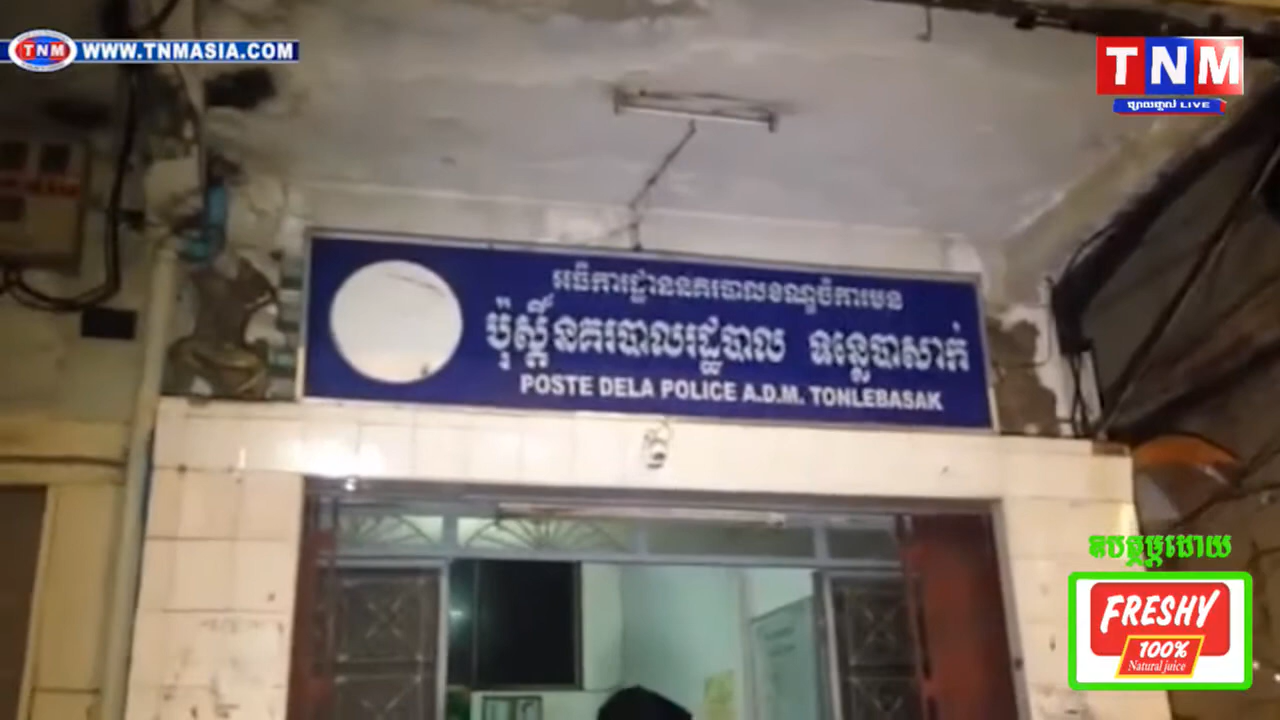 TNM WWW.TNMASIA.COM
TNM
ផ្សាយផ្ទាល់ LIVE
អធិការដ្ឋាននគរបាលខណ្ឌចំការមន
ប៉ុស្តិ៍នគរបាលរដ្ឋបាល ទន្លេបាសាក់
POSTE DELA POLICE A.D.M. TONLEBASAK
ឧបត្ថម្ភដោយ
FRESHY
100%
Natural juice